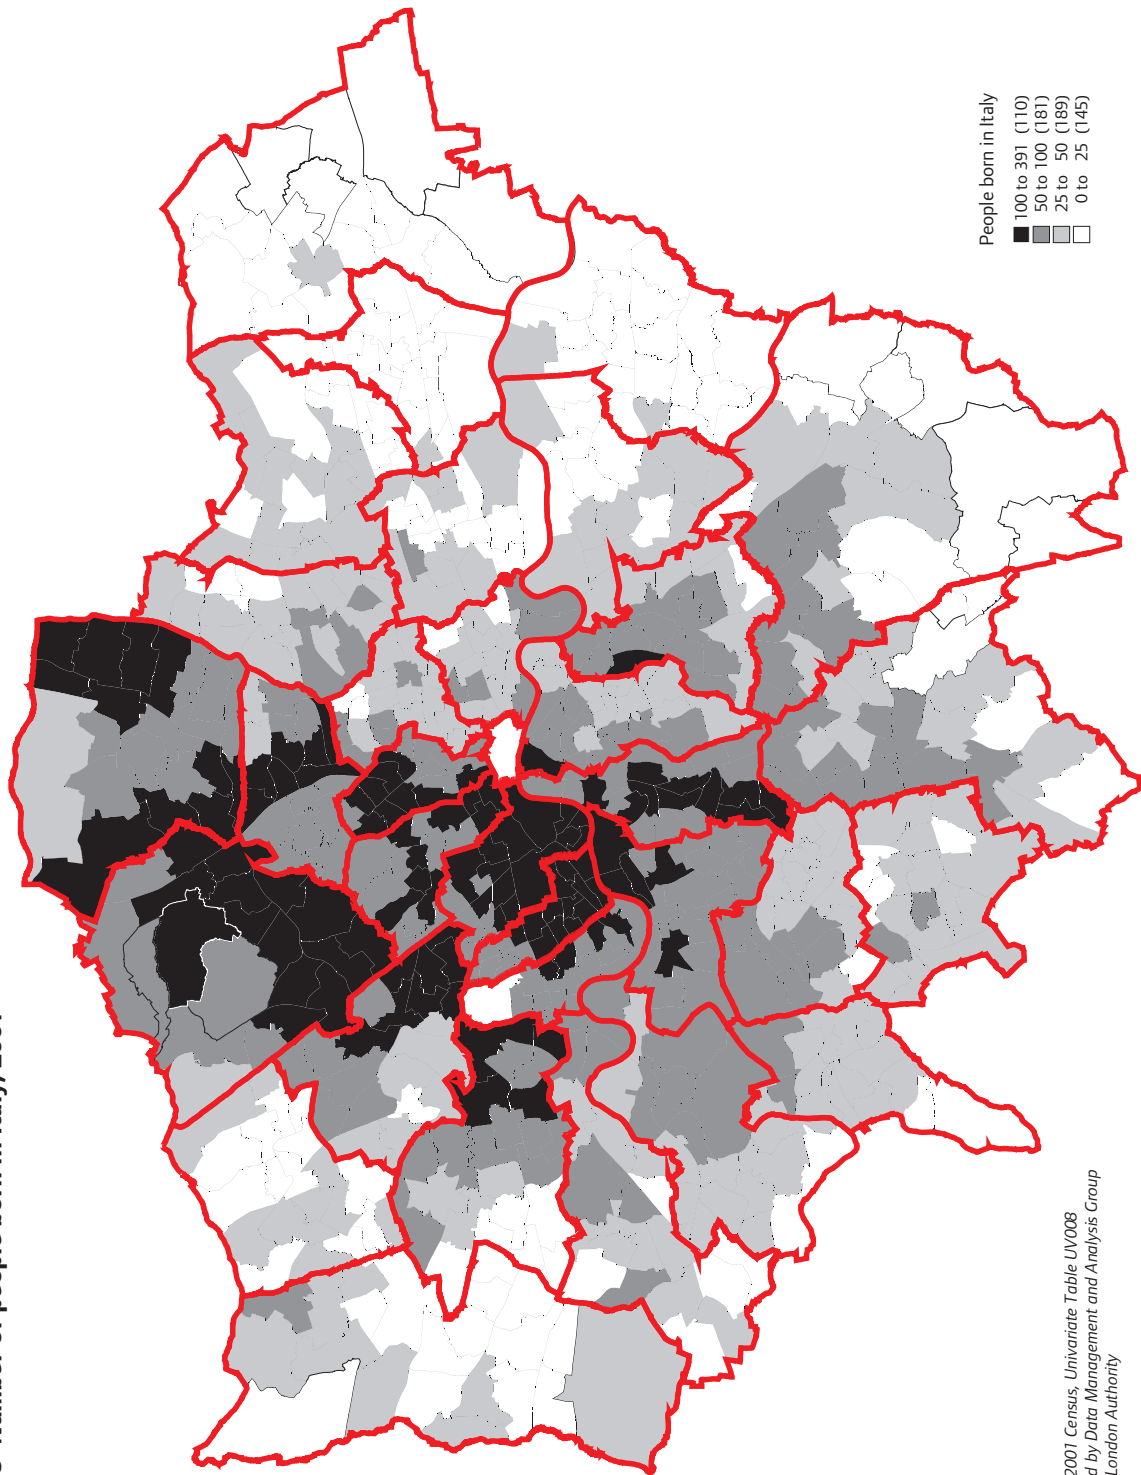 People born in Italy
100 to 391 (110)
50 to 100 (181)
25 to 50 (189)
0 to 25 (145)
2001 Census, Univariate Table UV008
d by Data Management and Analysis Group
London Authority